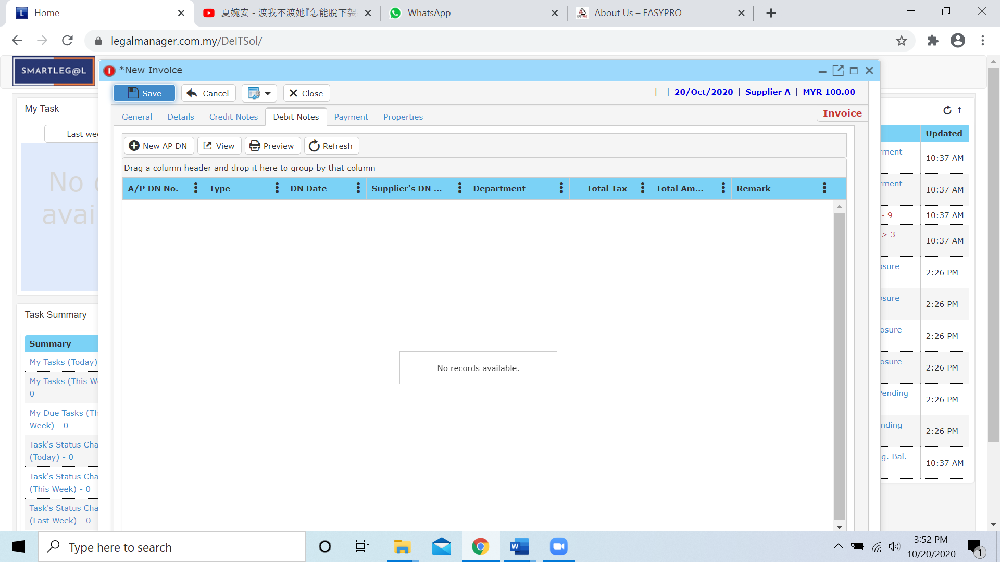 Home
夏婉安 - 渡我不渡她『怎能脫下袈
WhatsApp
About Us – EASYPRO
legalmanager.com.my/DelTSol/
SMARTLEG@L
*New Invoice
Save
Cancel
Close
| | 20/Oct/2020 | Supplier A | MYR 100.00
General
Details
Credit Notes
Debit Notes
Payment
Properties
Invoice
New AP DN
View
Preview
Refresh
Drag a column header and drop it here to group by that column
A/P DN No.
Type
DN Date
Supplier's DN ...
Department
Total Tax
Total Am...
Remark
No records available.
My Task
Last wee
No
avai
Task Summary
Summary
My Tasks (Today)
My Tasks (This W
0
My Due Tasks (Th
Week) - 0
Task's Status Cha
(Today) - 0
Task's Status Cha
(This Week) - 0
Task's Status Cha
(Last Week) - 0
Updated
yment -
10:37 AM
yment
10:37 AM
- 9
10:37 AM
> 3
10:37 AM
osure
2:26 PM
osure
2:26 PM
osure
2:26 PM
osure
2:26 PM
Pending
2:26 PM
nding
2:26 PM
eg. Bal. -
10:37 AM
Type here to search
3:52 PM
10/20/2020
1